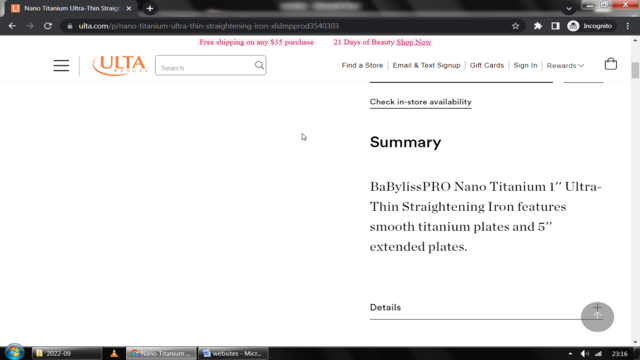 Nano Titanium Ultra-Thin Straight
Incognito
ulta.com/p/nano-titanium-ultra-thin-straightening-iron-xlsImpprod3540303
Free shipping on any $35 purchase 21 Days of Beauty Shop Now
ULTA
BEAUTY
Search
Find a Store
Email & Text Signup
Gift Cards
Sign In
Rewards
Check in-store availability
Summary
BaBylissPRO Nano Titanium 1'' Ultra-
Thin Straightening Iron features
smooth titanium plates and 5''
extended plates.
Details
2022-09
Nano Titanium ...
websites - Micr...
23:16